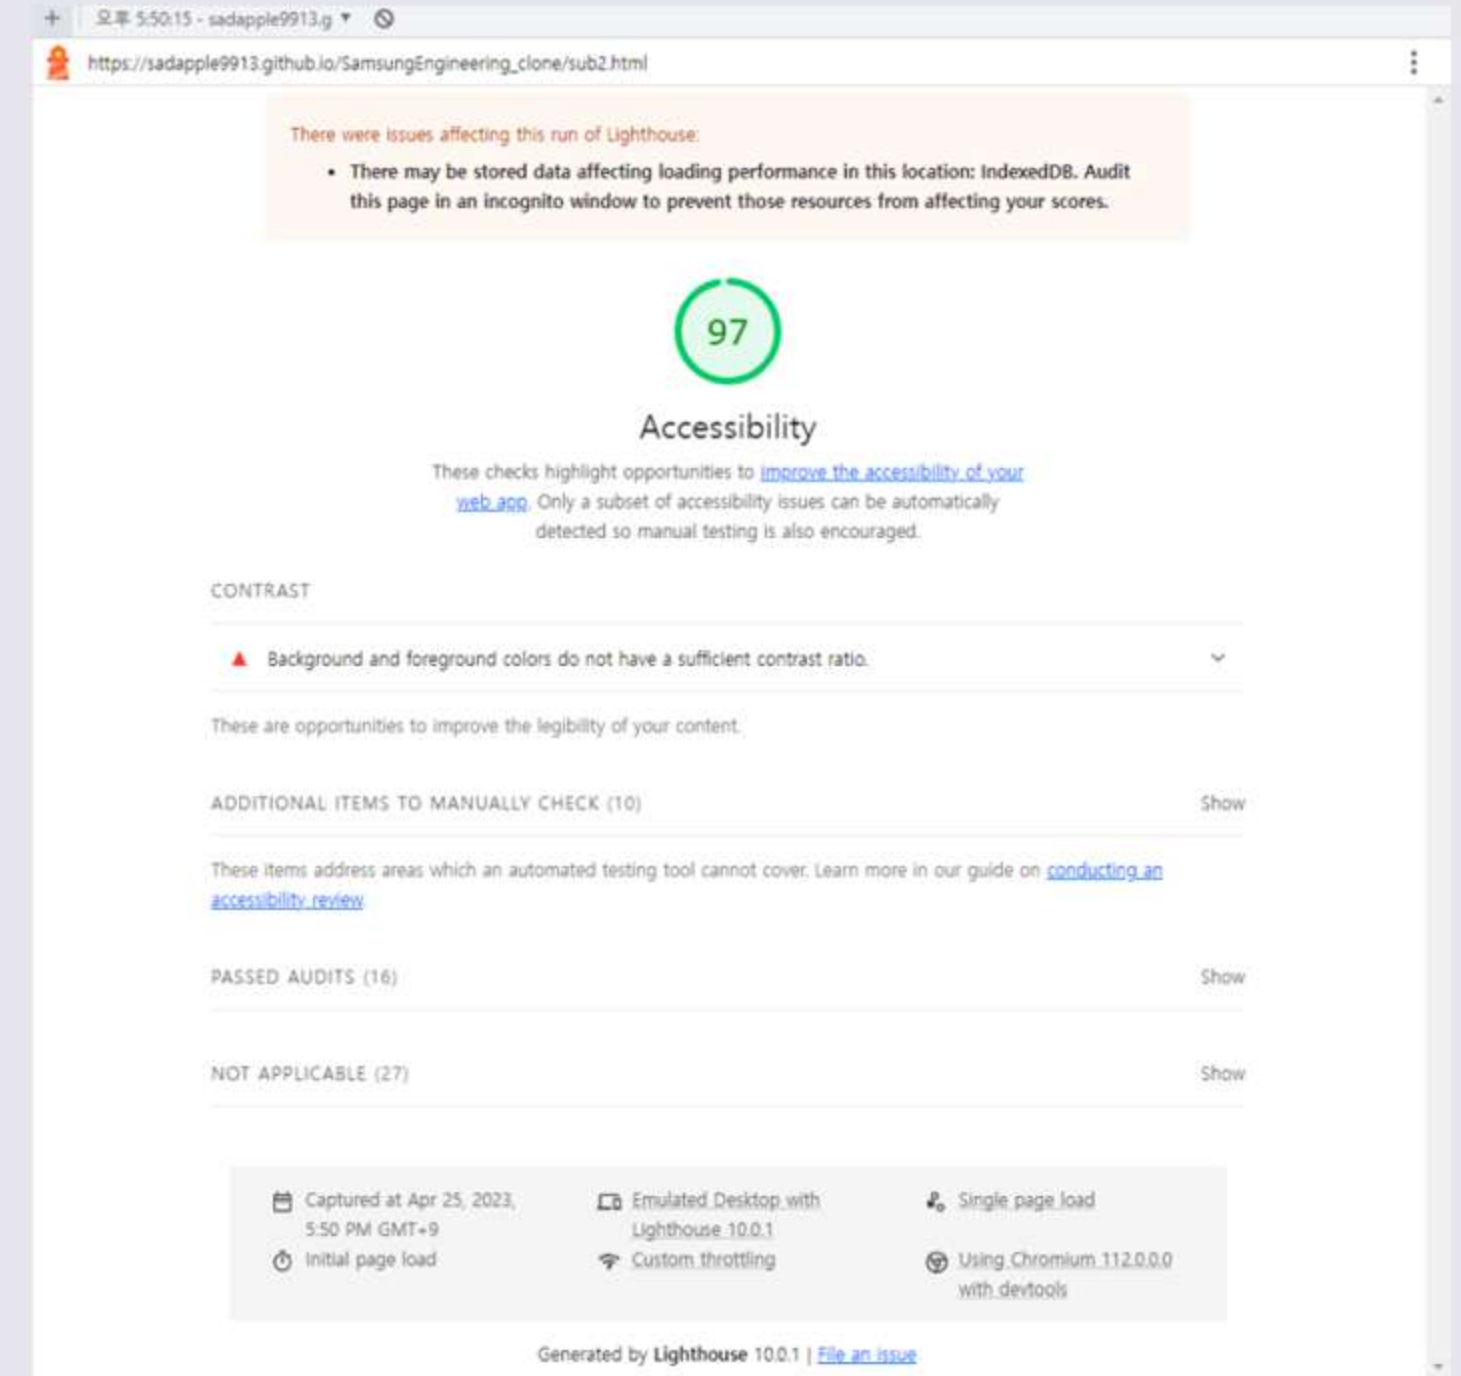 오후 5:50:15 - sadapple9913.g
https://sadapple9913.github.io/SamsungEngineering_clone/sub2.html
There were issues affecting this run of Lighthouse:
• There may be stored data affecting loading performance in this location: IndexedDB. Audit
this page in an incognito window to prevent those resources from affecting your scores.
97
Accessibility
These checks highlight opportunities to improve the accessibility of your
web app. Only a subset of accessibility issues can be automatically
detected so manual testing is also encouraged.
CONTRAST
Background and foreground colors do not have a sufficient contrast ratio.
These are opportunities to improve the legibility of your content.
ADDITIONAL ITEMS TO MANUALLY CHECK (10) Show
These items address areas which an automated testing tool cannot cover. Learn more in our guide on conducting an
accessibility review.
PASSED AUDITS (16) Show
NOT APPLICABLE (27) Show
Captured at Apr 25, 2023,
5:50 PM GMT+9
Emulated Desktop with
Lighthouse 10.0.1
Single page load
Initial page load
Custom throttling
Using Chromium 112.0.0.0
with devtools
Generated by Lighthouse 10.0.1 | File an issue